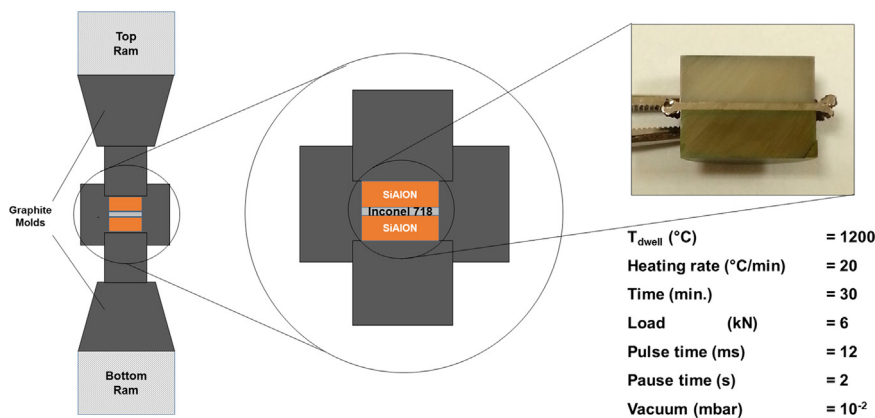 Top
Ram
Graphite
Molds
Bottom
Ram
SiAlON
Inconel 718
SiAlON
T_dwell (°C) = 1200
Heating rate (°C/min) = 20
Time (min.) = 30
Load (kN) = 6
Pulse time (ms) = 12
Pause time (s) = 2
Vacuum (mbar) = 10⁻²